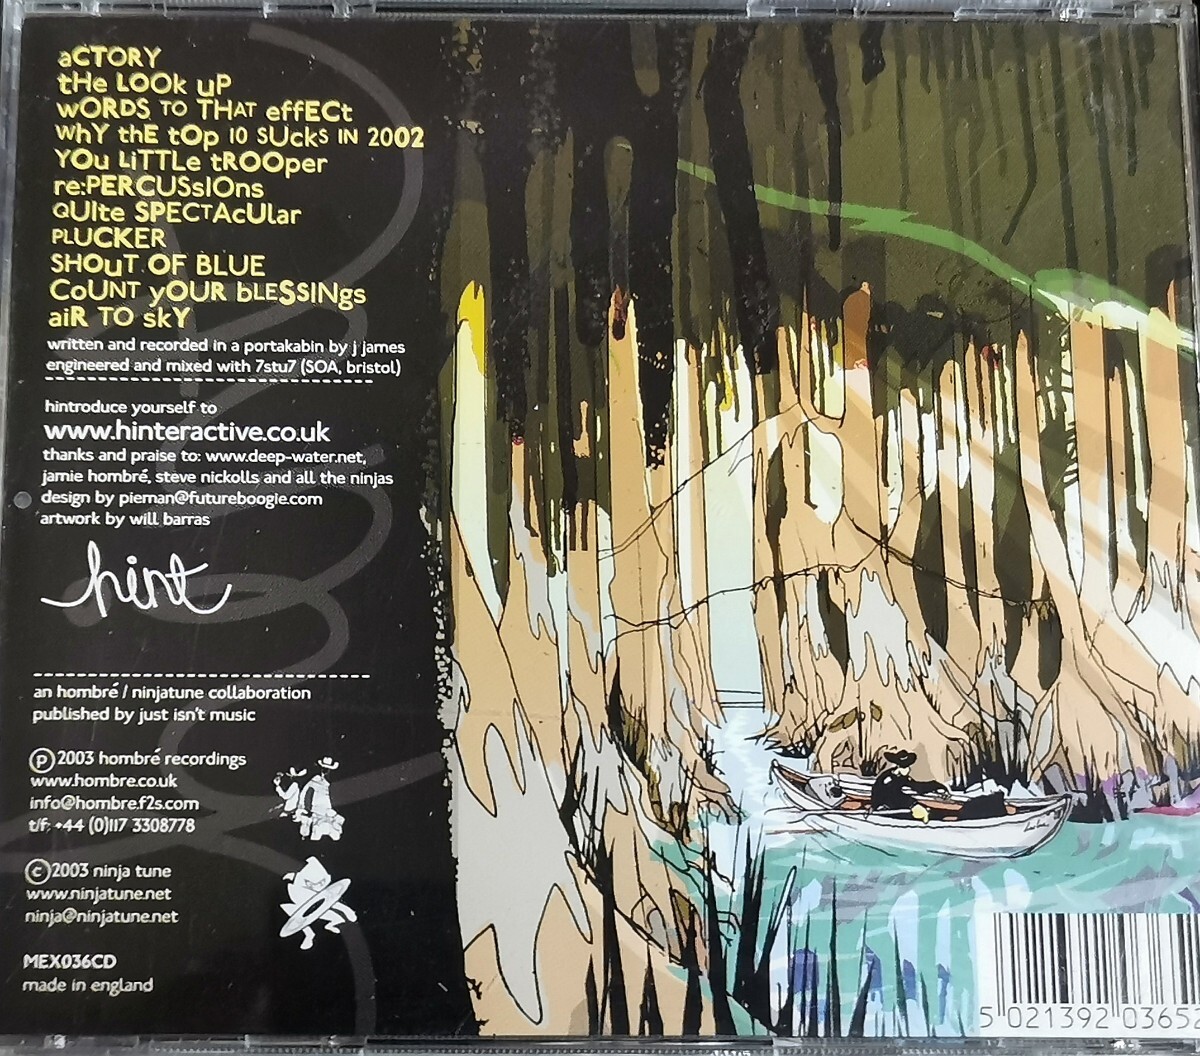 aCTORY
tHe LOOk uP
wORDS TO THAT effECt
WhY thE tOp 10 SUckS IN 2002
YOu LiTTLe tROOper
re:PERCUSsIOns
QUIte SPECTAcUlar
PLUCKER
SHOuT OF BLUE
CoUNT yOUR bLESSINgs
aiR TO skY
written and recorded in a portakabin by j james
engineered and mixed with 7stu7 (SOA, bristol)
hintroduce yourself to
www.hinteractive.co.uk
thanks and praise to: www.deep-water.net,
jamie hombré, steve nickolls and all the ninjas
design by pieman@futureboogie.com
artwork by will barras
hint
an hombré / ninjatune collaboration
published by just isn't music
℗ 2003 hombré recordings
www.hombre.co.uk
info@hombre.f2s.com
t/f: +44 (0)117 3308778
© 2003 ninja tune
www.ninjatune.net
ninja@ninjatune.net
MEX036CD
made in england
5 021392 03652